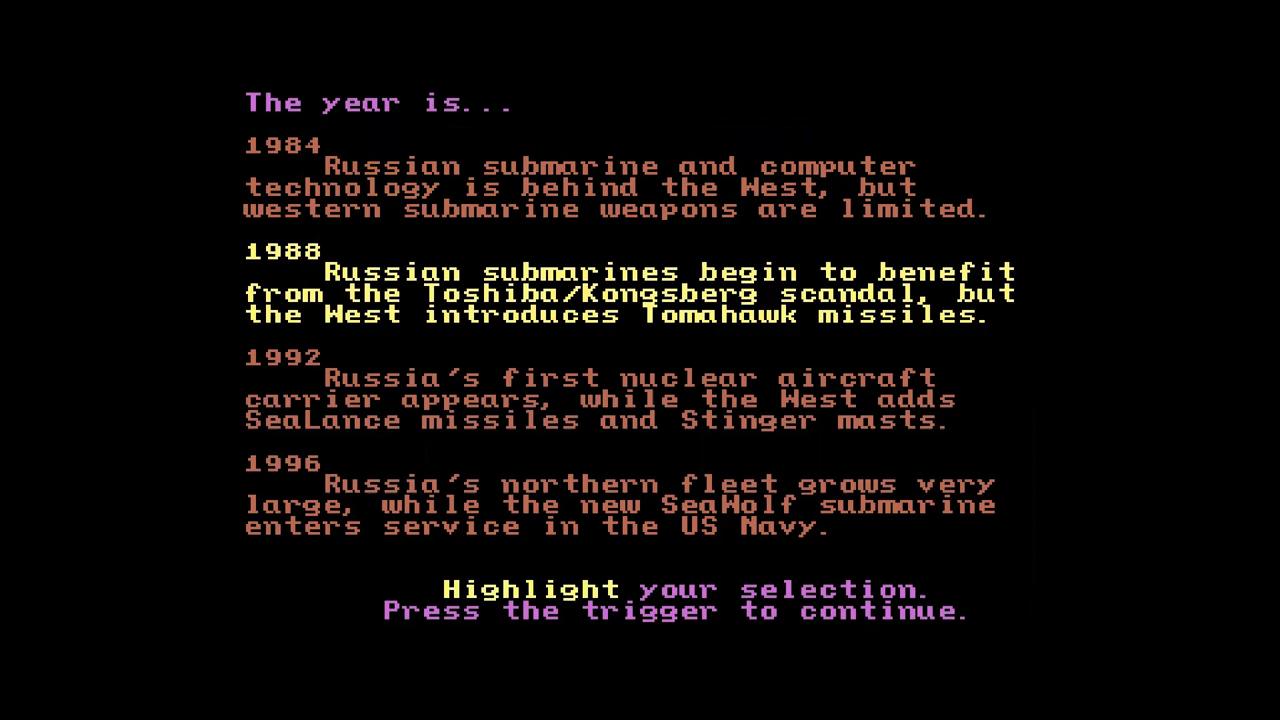 The year is...
1984
Russian submarine and computer
technology is behind the West, but
western submarine weapons are limited.
1988
Russian submarines begin to benefit
from the Toshiba/Kongsberg scandal, but
the West introduces Tomahawk missiles.
1992
Russia's first nuclear aircraft
carrier appears, while the West adds
SeaLance missiles and Stinger masts.
1996
Russia's northern fleet grows very
large, while the new SeaWolf submarine
enters service in the US Navy.
Highlight your selection.
Press the trigger to continue.